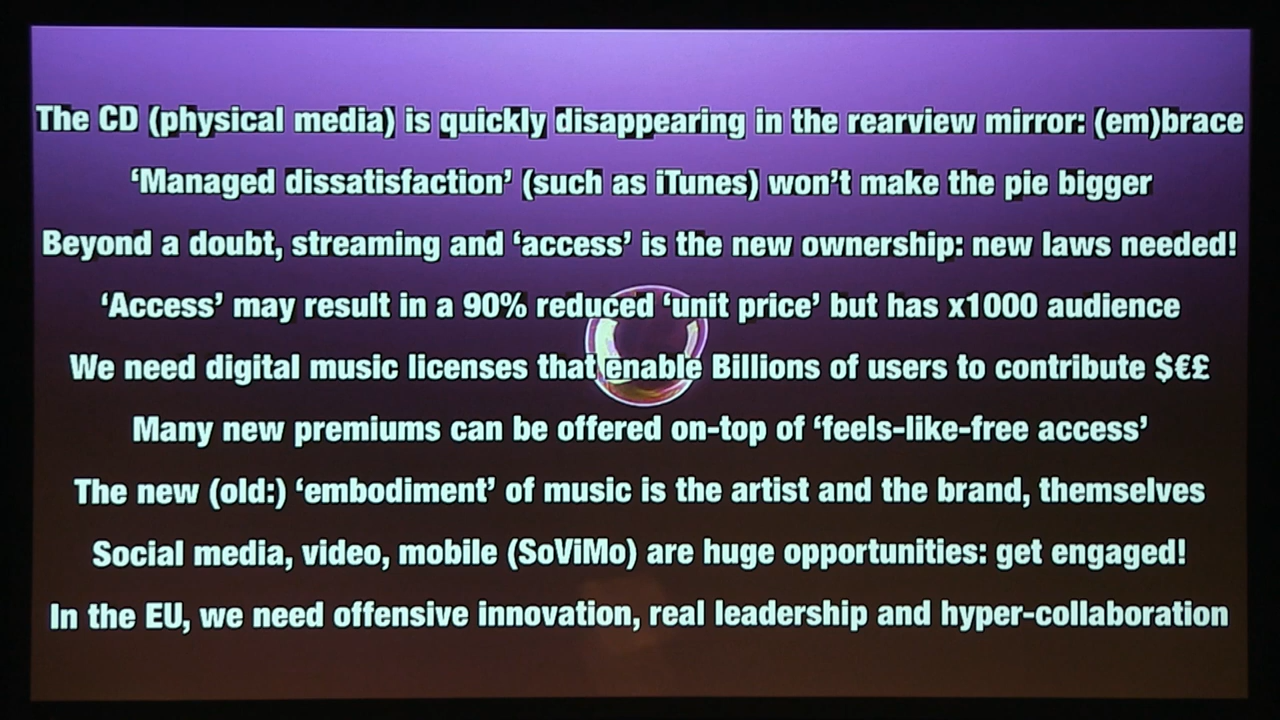 The CD (physical media) is quickly disappearing in the rearview mirror: (em)brace
‘Managed dissatisfaction’ (such as iTunes) won’t make the pie bigger
Beyond a doubt, streaming and ‘access’ is the new ownership: new laws needed!
‘Access’ may result in a 90% reduced ‘unit price’ but has x1000 audience
We need digital music licenses that enable Billions of users to contribute $€£
Many new premiums can be offered on-top of ‘feels-like-free access’
The new (old:) ‘embodiment’ of music is the artist and the brand, themselves
Social media, video, mobile (SoViMo) are huge opportunities: get engaged!
In the EU, we need offensive innovation, real leadership and hyper-collaboration